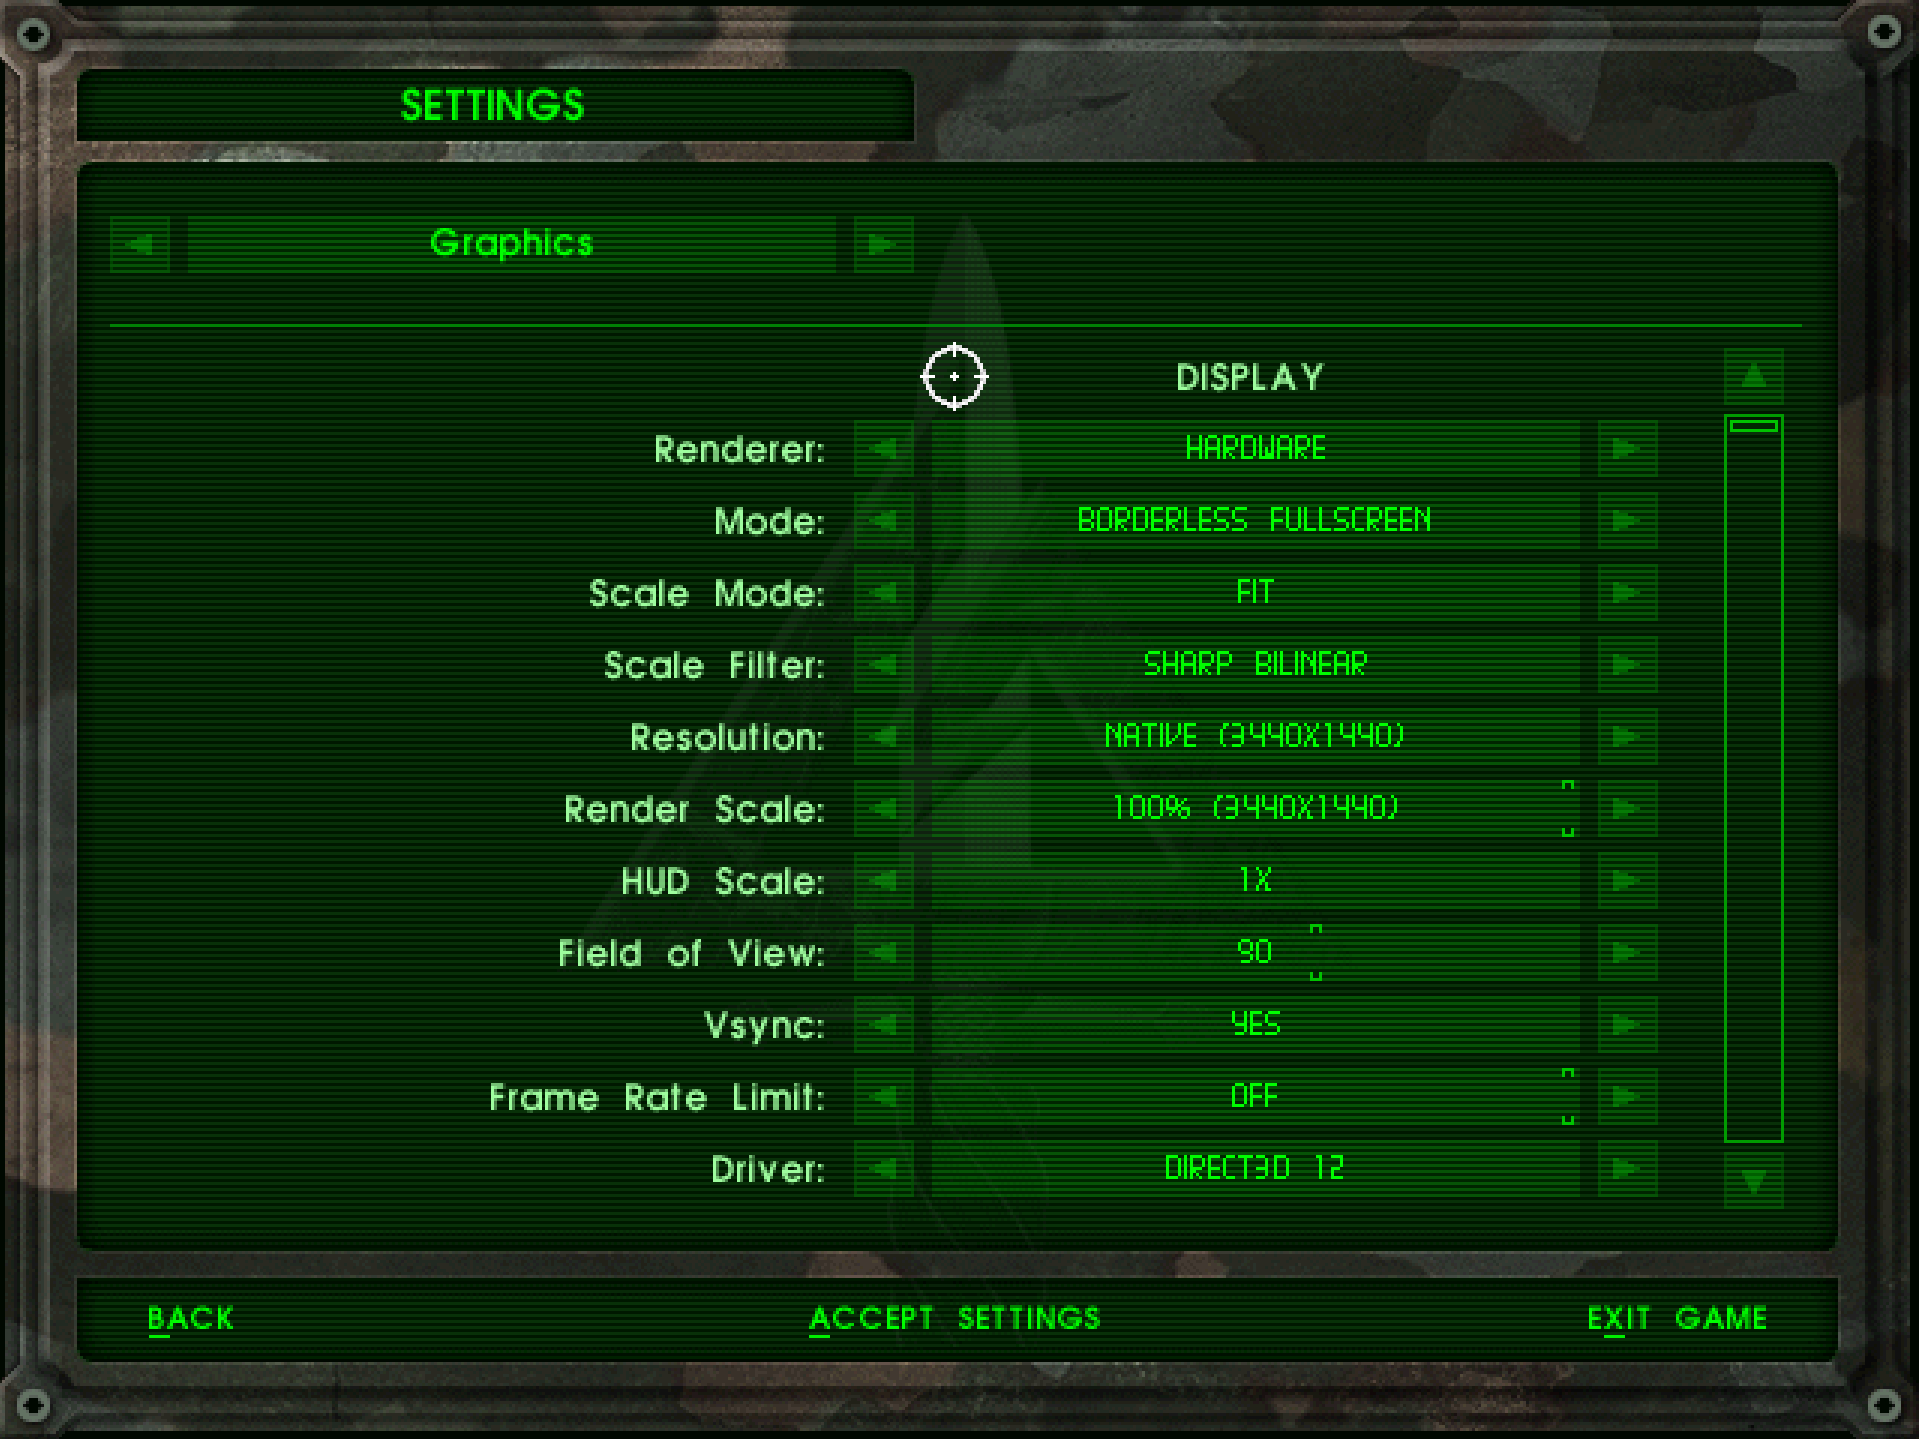 SETTINGS
Graphics
DISPLAY
Renderer: HARDWARE
Mode: BORDERLESS FULLSCREEN
Scale Mode: FIT
Scale Filter: SHARP BILINEAR
Resolution: NATIVE (3440X1440)
Render Scale: 100% (3440X1440)
HUD Scale: 1X
Field of View: 90
Vsync: YES
Frame Rate Limit: OFF
Driver: DIRECT3D 12
BACK ACCEPT SETTINGS EXIT GAME